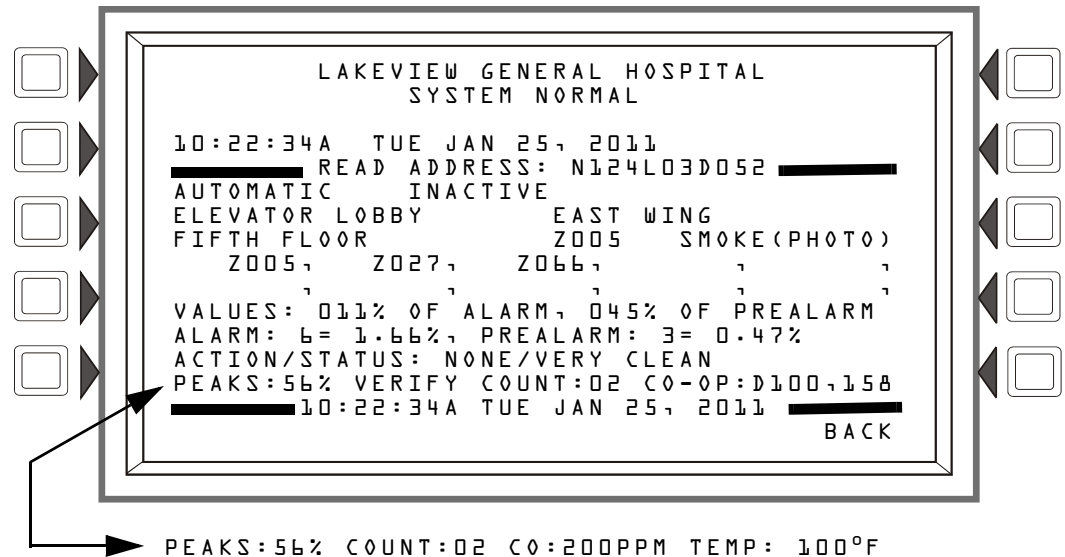 LAKEVIEW GENERAL HOSPITAL
SYSTEM NORMAL
10:22:34A TUE JAN 25, 2011
READ ADDRESS: N124L03D052
AUTOMATIC INACTIVE
ELEVATOR LOBBY EAST WING
FIFTH FLOOR Z005 SMOKE(PHOTO)
Z005, Z027, Z066, , ,
, , , , ,
VALUES: 011% OF ALARM, 045% OF PREALARM
ALARM: 6= 1.66%, PREALARM: 3= 0.47%
ACTION/STATUS: NONE/VERY CLEAN
PEAKS:56% VERIFY COUNT:02 CO-OP:D100,158
10:22:34A TUE JAN 25, 2011
BACK
PEAKS:56% COUNT:02 CO:200PPM TEMP: 100°F